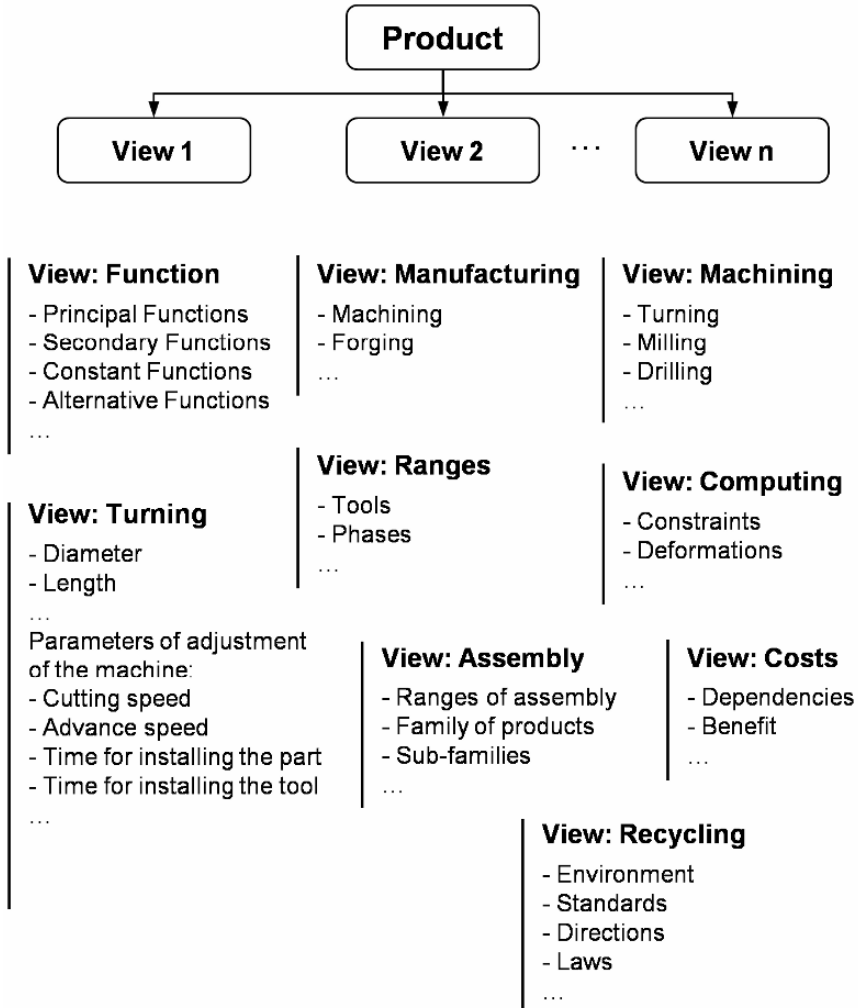 Product
View 1
View 2
...
View n
View: Function
- Principal Functions
- Secondary Functions
- Constant Functions
- Alternative Functions
...
View: Manufacturing
- Machining
- Forging
...
View: Machining
- Turning
- Milling
- Drilling
...
View: Ranges
- Tools
- Phases
...
View: Computing
- Constraints
- Deformations
...
View: Turning
- Diameter
- Length
...
Parameters of adjustment
of the machine:
- Cutting speed
- Advance speed
- Time for installing the part
- Time for installing the tool
...
View: Assembly
- Ranges of assembly
- Family of products
- Sub-families
...
View: Costs
- Dependencies
- Benefit
...
View: Recycling
- Environment
- Standards
- Directions
- Laws
...